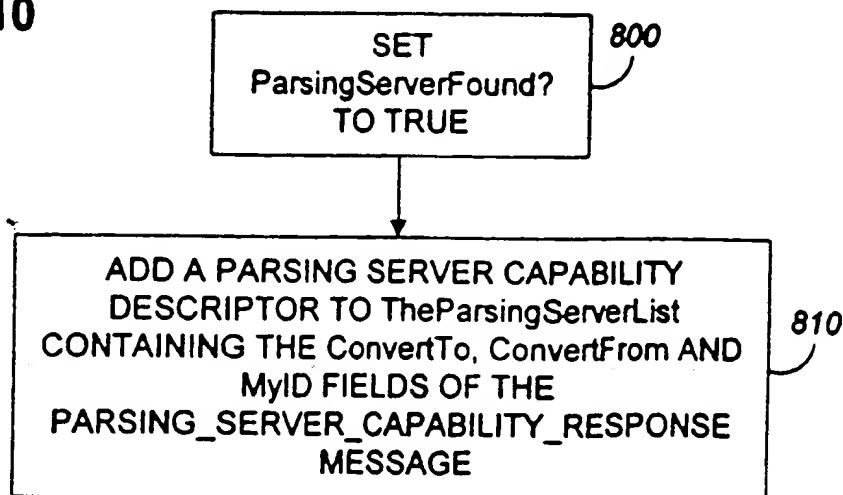 10
SET
800
ParsingServerFound?
TO TRUE
ADD A PARSING SERVER CAPABILITY
DESCRIPTOR TO TheParsingServerList
810
CONTAINING THE ConvertTo, ConvertFrom AND
MyID FIELDS OF THE
PARSING_SERVER_CAPABILITY_RESPONSE
MESSAGE